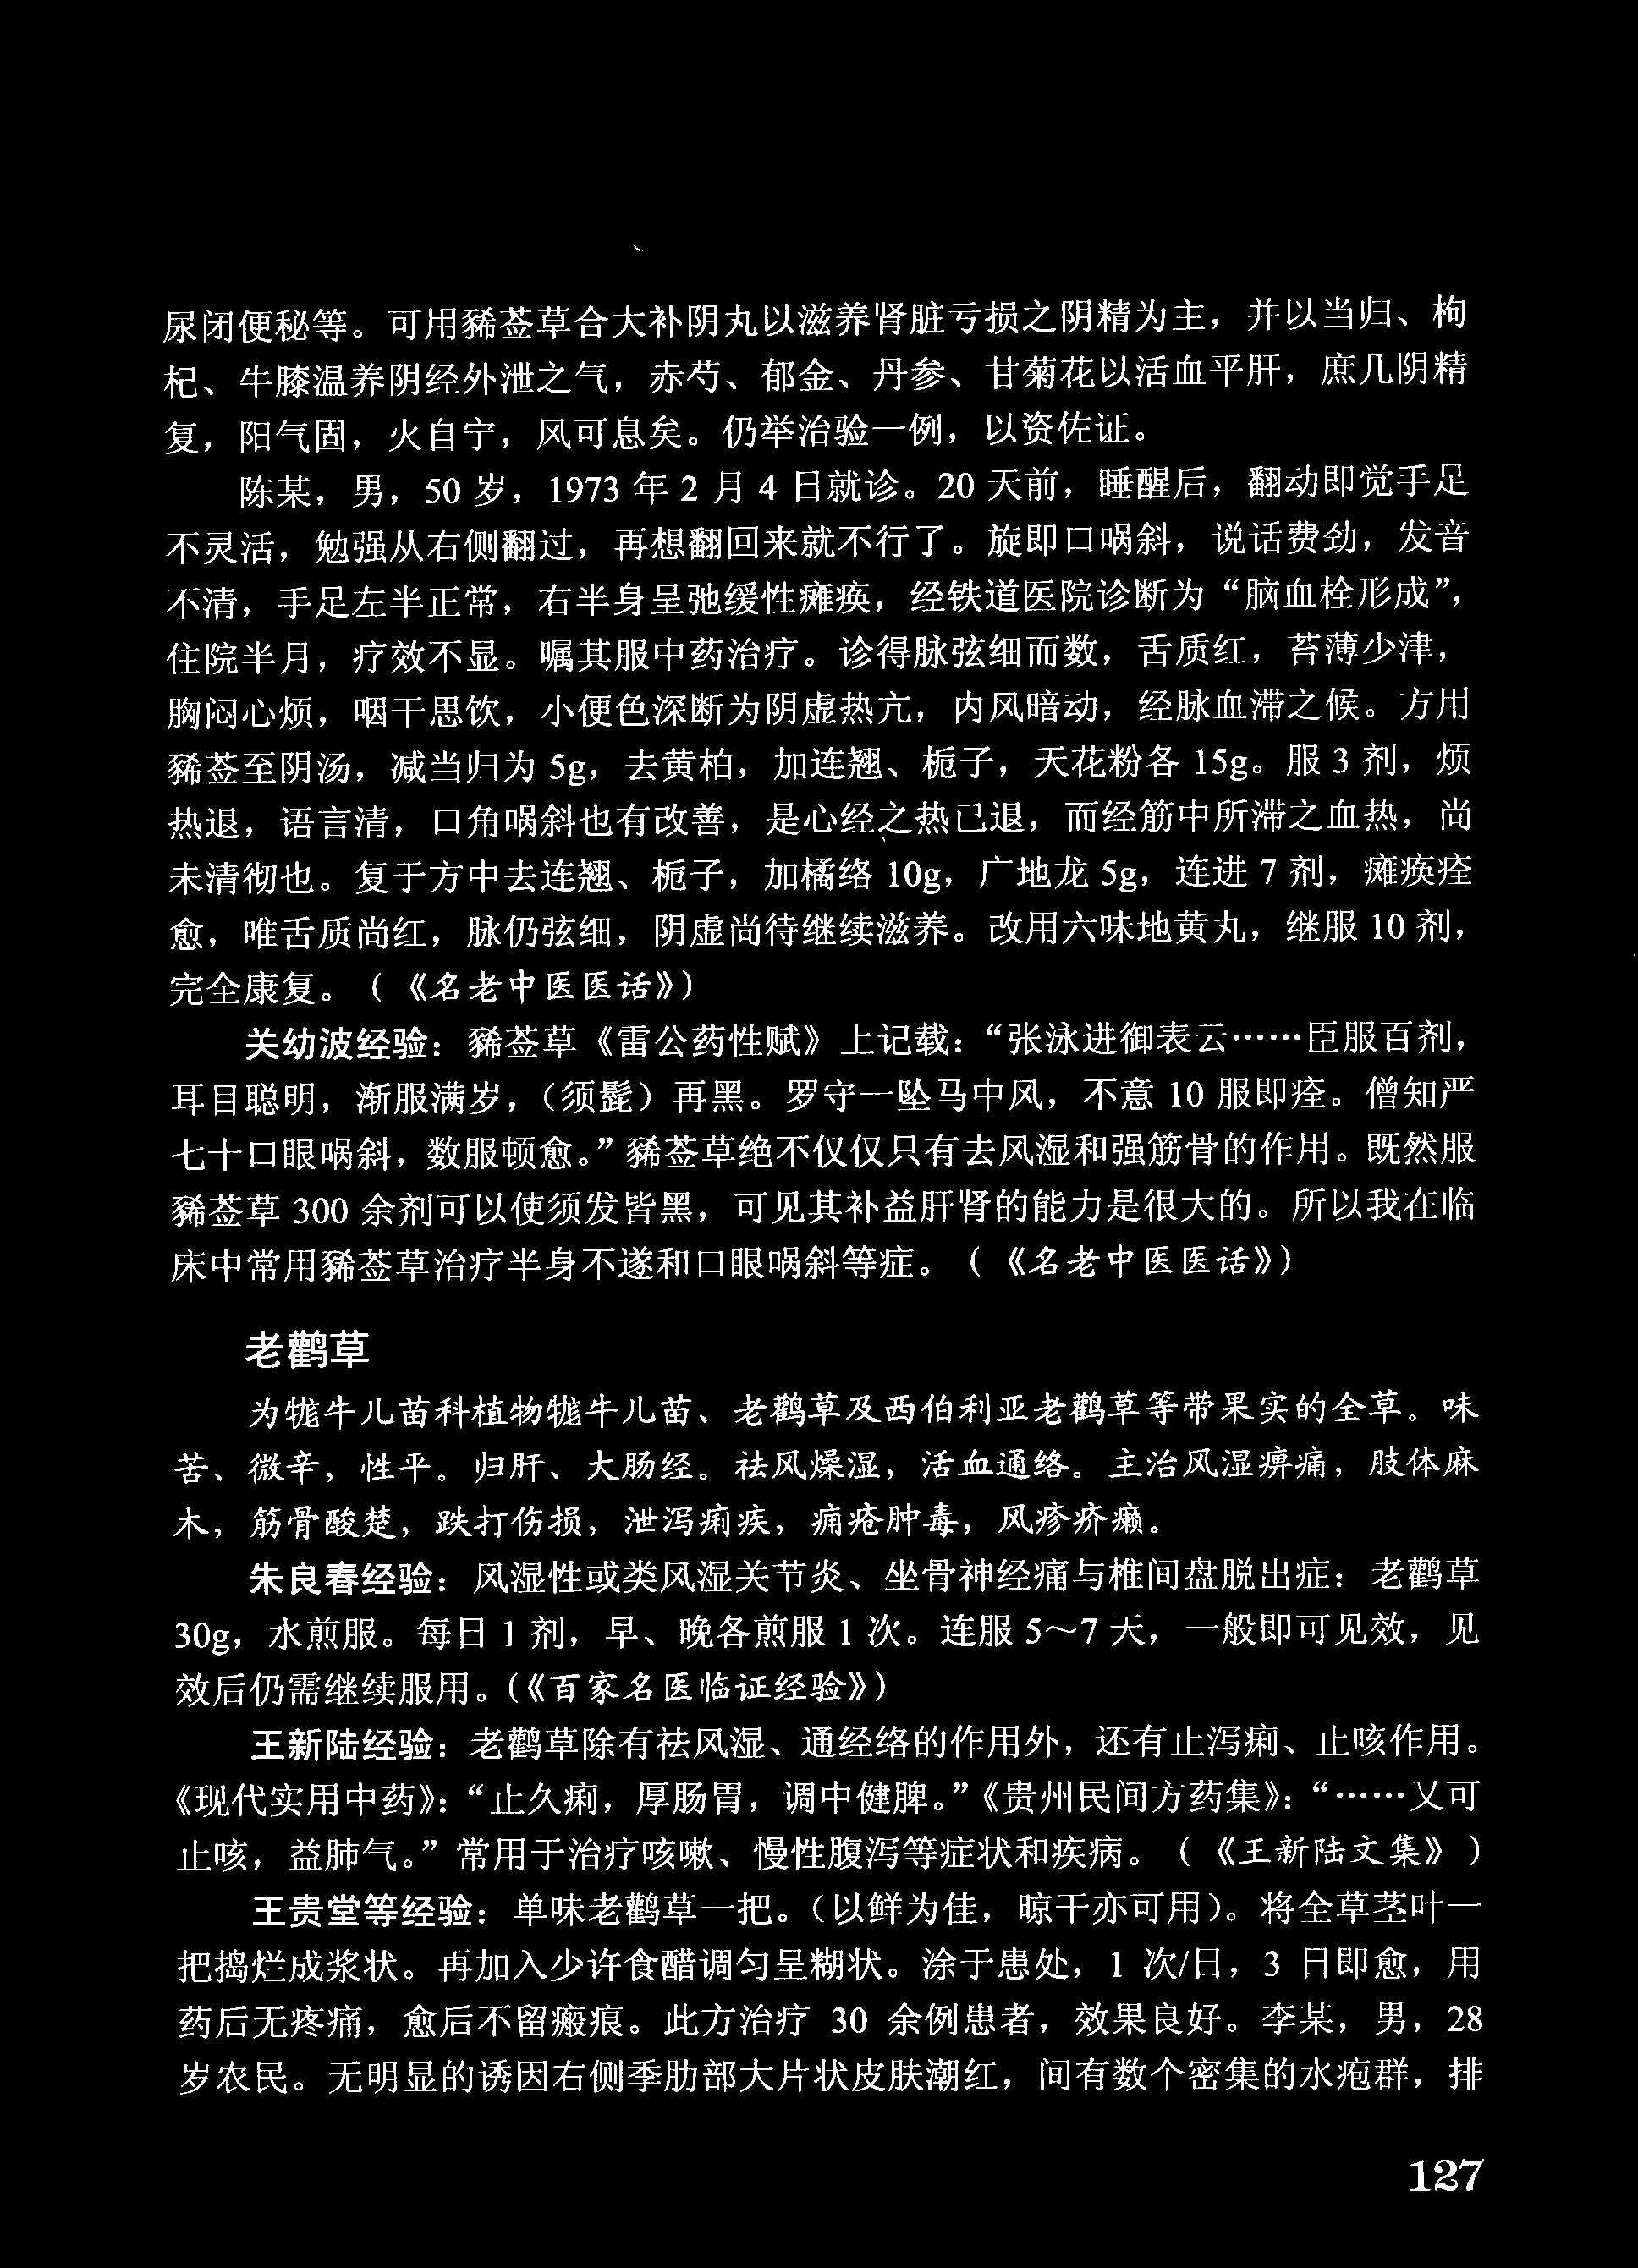 尿闭便秘等。可用豨莶草合大补阴丸以滋养肾脏亏损之阴精为主，并以当归、枸
杞、牛膝温养阴经外泄之气，赤芍、郁金、丹参、甘菊花以活血平肝，庶几阴精
复，阳气固，火自宁，风可息矣。仍举治验一例，以资佐证。
陈某，男，50 岁，1973 年 2 月 4 日就诊。20 天前，睡醒后，翻动即觉手足
不灵活，勉强从右侧翻过，再想翻回来就不行了。旋即口㖞斜，说话费劲，发音
不清，手足左半正常，右半身呈弛缓性瘫痪，经铁道医院诊断为“脑血栓形成”，
住院半月，疗效不显。嘱其服中药治疗。诊得脉弦细而数，舌质红，苔薄少津，
胸闷心烦，咽干思饮，小便色深断为阴虚热亢，内风暗动，经脉血滞之候。方用
豨莶至阴汤，减当归为 5g，去黄柏，加连翘、栀子，天花粉各 15g。服 3 剂，烦
热退，语言清，口角㖞斜也有改善，是心经之热已退，而经筋中所滞之血热，尚
未清彻也。复于方中去连翘、栀子，加橘络 10g，广地龙 5g，连进 7 剂，瘫痪痊
愈，唯舌质尚红，脉仍弦细，阴虚尚待继续滋养。改用六味地黄丸，继服 10 剂，
完全康复。（《名老中医医话》）
关幼波经验：豨莶草《雷公药性赋》上记载：“张泳进御表云……臣服百剂，
耳目聪明，渐服满岁，（须髭）再黑。罗守一坠马中风，不意 10 服即痊。僧知严
七十口眼㖞斜，数服顿愈。”豨莶草绝不仅仅只有去风湿和强筋骨的作用。既然服
豨莶草 300 余剂可以使须发皆黑，可见其补益肝肾的能力是很大的。所以我在临
床中常用豨莶草治疗半身不遂和口眼㖞斜等症。（《名老中医医话》）
老鹳草
为牻牛儿苗科植物牻牛儿苗、老鹳草及西伯利亚老鹳草等带果实的全草。味
苦、微辛，性平。归肝、大肠经。祛风燥湿，活血通络。主治风湿痹痛，肢体麻
木，筋骨酸楚，跌打伤损，泄泻痢疾，痈疮肿毒，风疹疥癞。
朱良春经验：风湿性或类风湿关节炎、坐骨神经痛与椎间盘脱出症：老鹳草
30g，水煎服。每日 1 剂，早、晚各煎服 1 次。连服 5～7 天，一般即可见效，见
效后仍需继续服用。（《百家名医临证经验》）
王新陆经验：老鹳草除有祛风湿、通经络的作用外，还有止泻痢、止咳作用。
《现代实用中药》：“止久痢，厚肠胃，调中健脾。”《贵州民间方药集》：“……又可
止咳，益肺气。”常用于治疗咳嗽、慢性腹泻等症状和疾病。（《王新陆文集》）
王贵堂等经验：单味老鹳草一把。（以鲜为佳，晾干亦可用）。将全草茎叶一
把捣烂成浆状。再加入少许食醋调匀呈糊状。涂于患处，1 次/日，3 日即愈，用
药后无疼痛，愈后不留瘢痕。此方治疗 30 余例患者，效果良好。李某，男，28
岁农民。无明显的诱因右侧季肋部大片状皮肤潮红，间有数个密集的水疱群，排
127